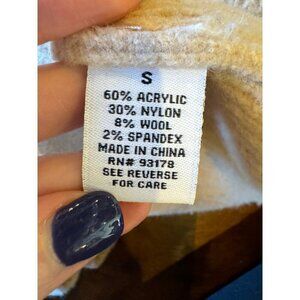 S
60% ACRYLIC
30% NYLON
8% WOOL
2% SPANDEX
MADE IN CHINA
RN# 93178
SEE REVERSE
FOR CARE